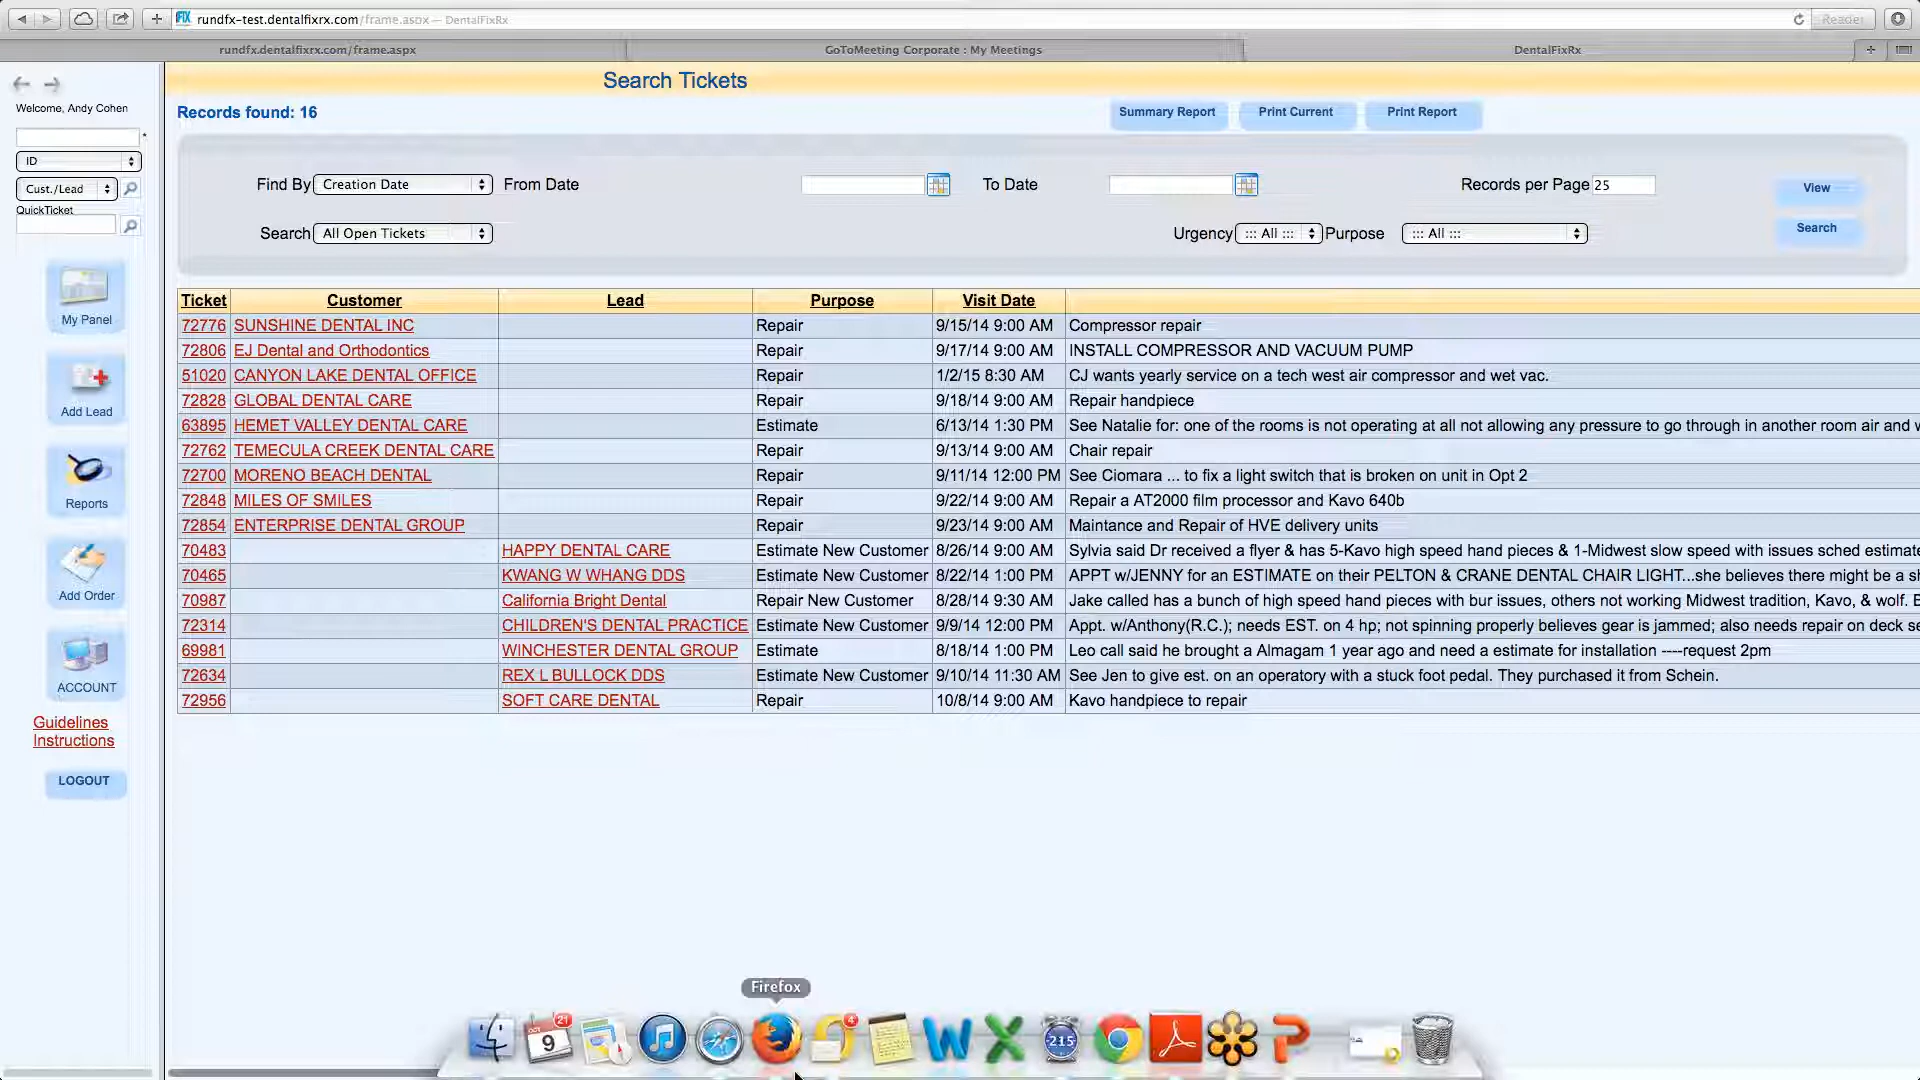 rundfx-test.dentalfixrx.com/frame.aspx — DentalFixRx
Reader
rundfx.dentalfixrx.com/frame.aspx
GoToMeeting Corporate : My Meetings
DentalFixRx
Welcome, Andy Cohen
*
ID
Cust./Lead
QuickTicket
My Panel
Add Lead
Reports
Add Order
ACCOUNT
Guidelines
Instructions
LOGOUT
Search Tickets
Records found: 16
Summary Report
Print Current
Print Report
Find By Creation Date From Date To Date Records per Page 25 View
Search All Open Tickets Urgency ::: All ::: Purpose ::: All ::: Search
Ticket Customer Lead Purpose Visit Date
72776 SUNSHINE DENTAL INC Repair 9/15/14 9:00 AM Compressor repair
72806 EJ Dental and Orthodontics Repair 9/17/14 9:00 AM INSTALL COMPRESSOR AND VACUUM PUMP
51020 CANYON LAKE DENTAL OFFICE Repair 1/2/15 8:30 AM CJ wants yearly service on a tech west air compressor and wet vac.
72828 GLOBAL DENTAL CARE Repair 9/18/14 9:00 AM Repair handpiece
63895 HEMET VALLEY DENTAL CARE Estimate 6/13/14 1:30 PM See Natalie for: one of the rooms is not operating at all not allowing any pressure to go through in another room air and
72762 TEMECULA CREEK DENTAL CARE Repair 9/13/14 9:00 AM Chair repair
72700 MORENO BEACH DENTAL Repair 9/11/14 12:00 PM See Ciomara ... to fix a light switch that is broken on unit in Opt 2
72848 MILES OF SMILES Repair 9/22/14 9:00 AM Repair a AT2000 film processor and Kavo 640b
72854 ENTERPRISE DENTAL GROUP Repair 9/23/14 9:00 AM Maintance and Repair of HVE delivery units
70483 HAPPY DENTAL CARE Estimate New Customer 8/26/14 9:00 AM Sylvia said Dr received a flyer & has 5-Kavo high speed hand pieces & 1-Midwest slow speed with issues sched estimate
70465 KWANG W WHANG DDS Estimate New Customer 8/22/14 1:00 PM APPT w/JENNY for an ESTIMATE on their PELTON & CRANE DENTAL CHAIR LIGHT...she believes there might be a
70987 California Bright Dental Repair New Customer 8/28/14 9:30 AM Jake called has a bunch of high speed hand pieces with bur issues, others not working Midwest tradition, Kavo, & wolf.
72314 CHILDREN'S DENTAL PRACTICE Estimate New Customer 9/9/14 12:00 PM Appt. w/Anthony(R.C.); needs EST. on 4 hp; not spinning properly believes gear is jammed; also needs repair on deck
69981 WINCHESTER DENTAL GROUP Estimate 8/18/14 1:00 PM Leo call said he brought a Almagam 1 year ago and need a estimate for installation ----request 2pm
72634 REX L BULLOCK DDS Estimate New Customer 9/10/14 11:30 AM See Jen to give est. on an operatory with a stuck foot pedal. They purchased it from Schein.
72956 SOFT CARE DENTAL Repair 10/8/14 9:00 AM Kavo handpiece to repair
Firefox
21
9
4
215